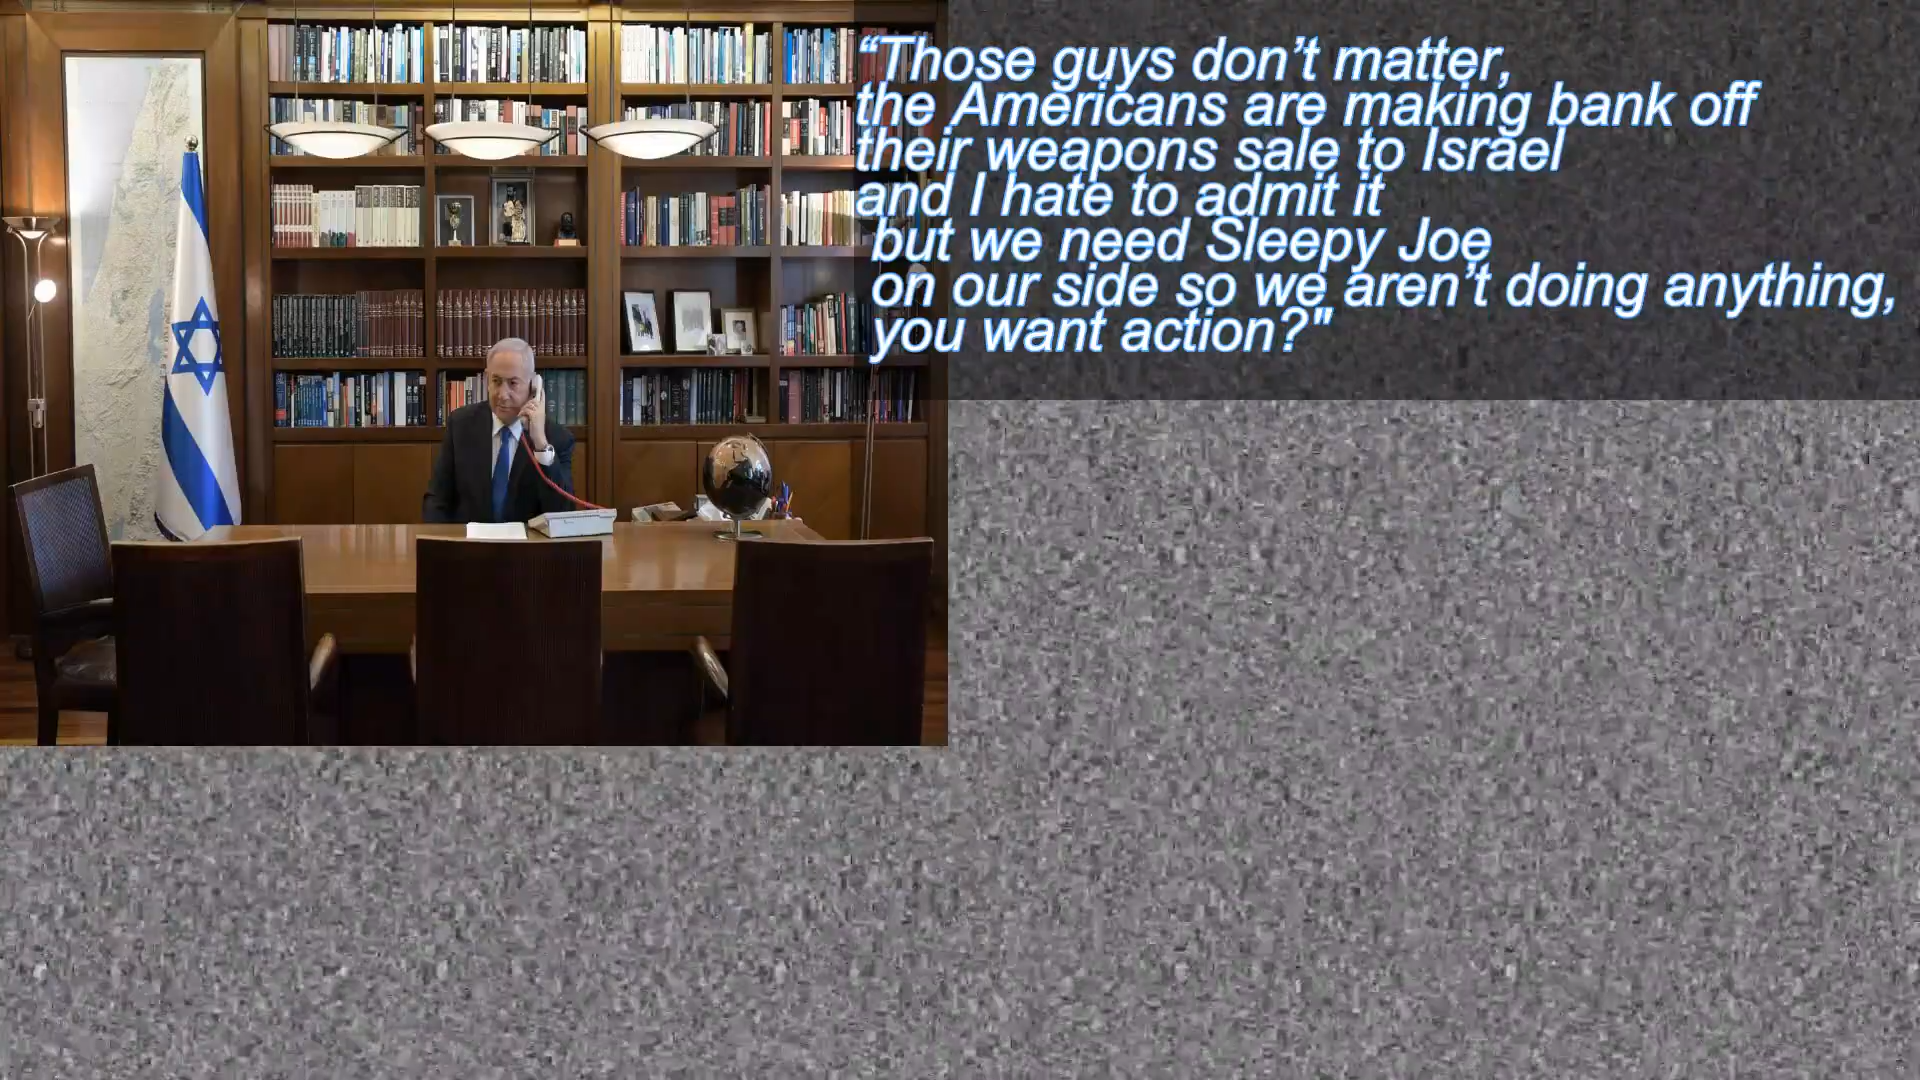 “Those guys don’t matter,
the Americans are making bank off
their weapons sale to Israel
and I hate to admit it
but we need Sleepy Joe
on our side so we aren’t doing anything,
you want action?"